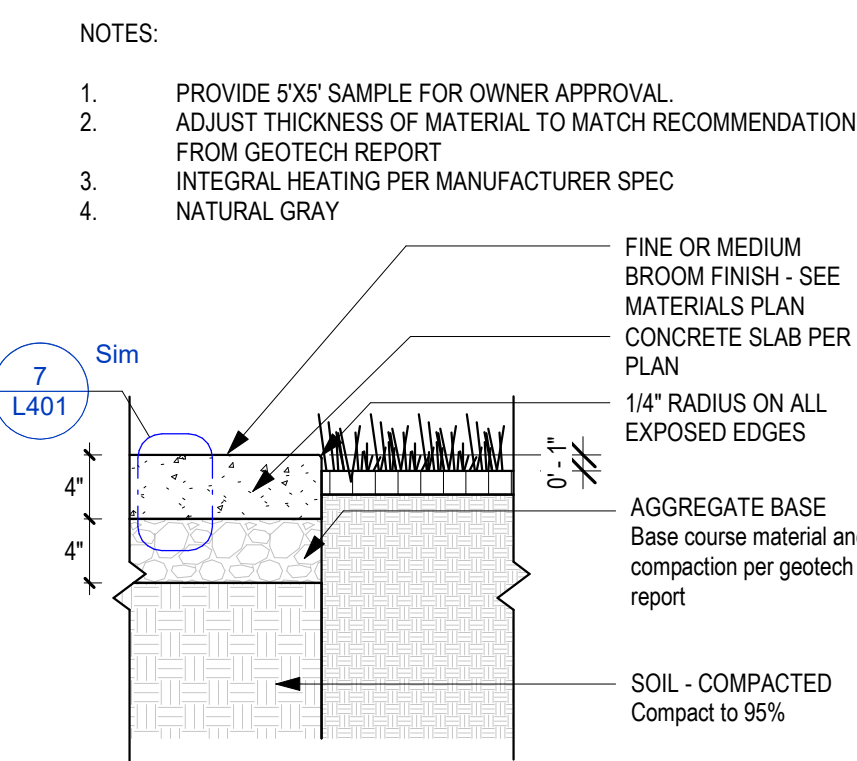 NOTES:
1. PROVIDE 5'X5' SAMPLE FOR OWNER APPROVAL.
2. ADJUST THICKNESS OF MATERIAL TO MATCH RECOMMENDATION
FROM GEOTECH REPORT
3. INTEGRAL HEATING PER MANUFACTURER SPEC
4. NATURAL GRAY
FINE OR MEDIUM
BROOM FINISH - SEE
MATERIALS PLAN
CONCRETE SLAB PER
PLAN
1/4" RADIUS ON ALL
EXPOSED EDGES
AGGREGATE BASE
Base course material and
compaction per geotech
report
SOIL - COMPACTED
Compact to 95%
Sim
7
L401
4"
4"
0' - 1"